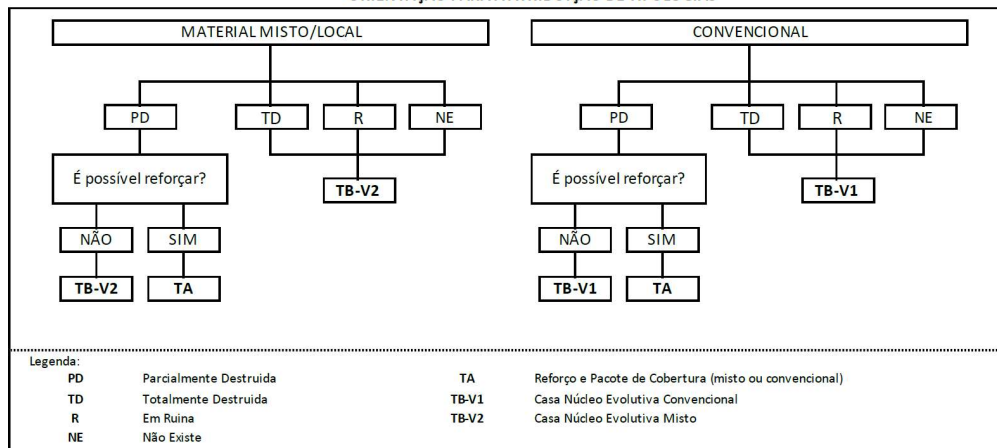 MATERIAL MISTO/LOCAL
CONVENCIONAL
PD
TD
R
NE
PD
TD
R
NE
É possível reforçar?
TB-V2
É possível reforçar?
TB-V1
NÃO
SIM
NÃO
SIM
TB-V2
TA
TB-V1
TA
Legenda:
PD Parcialmente Destruida
TA Reforço e Pacote de Cobertura (misto ou convencional)
TD Totalmente Destruida
TB-V1 Casa Núcleo Evolutiva Convencional
R Em Ruina
TB-V2 Casa Núcleo Evolutiva Misto
NE Não Existe